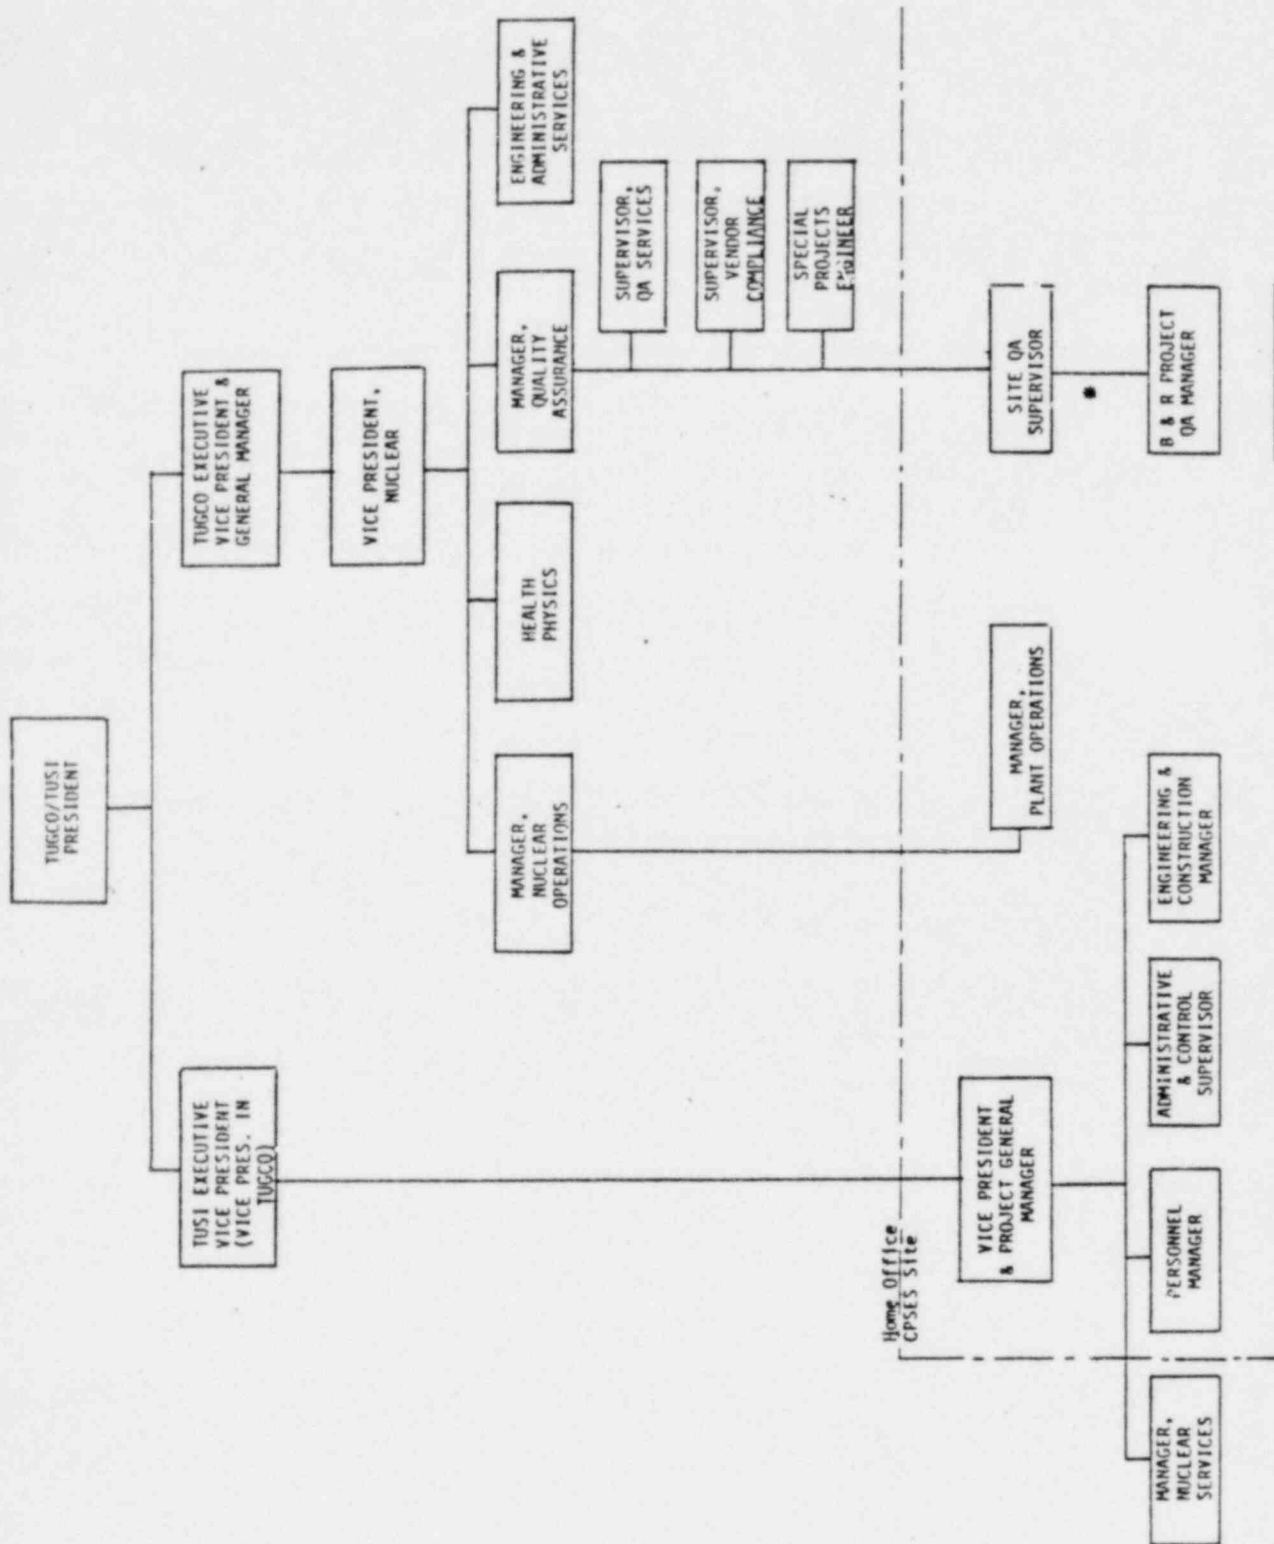 TUGCO/TUSI
PRESIDENT
TUSI EXECUTIVE
VICE PRESIDENT
(VICE PRES. IN
TUGCO)
TUGCO EXECUTIVE
VICE PRESIDENT &
GENERAL MANAGER
VICE PRESIDENT,
NUCLEAR
MANAGER,
NUCLEAR
OPERATIONS
HEALTH
PHYSICS
MANAGER,
QUALITY
ASSURANCE
ENGINEERING &
ADMINISTRATIVE
SERVICES
SUPERVISOR,
QA SERVICES
SUPERVISOR,
VENDOR
COMPLIANCE
SPECIAL
PROJECTS
ENGINEER
Home Office
CPSES Site
VICE PRESIDENT
& PROJECT GENERAL
MANAGER
MANAGER,
PLANT OPERATIONS
SITE QA
SUPERVISOR
*
MANAGER,
NUCLEAR
SERVICES
PERSONNEL
MANAGER
ADMINISTRATIVE
& CONTROL
SUPERVISOR
ENGINEERING &
CONSTRUCTION
MANAGER
B & R PROJECT
QA MANAGER